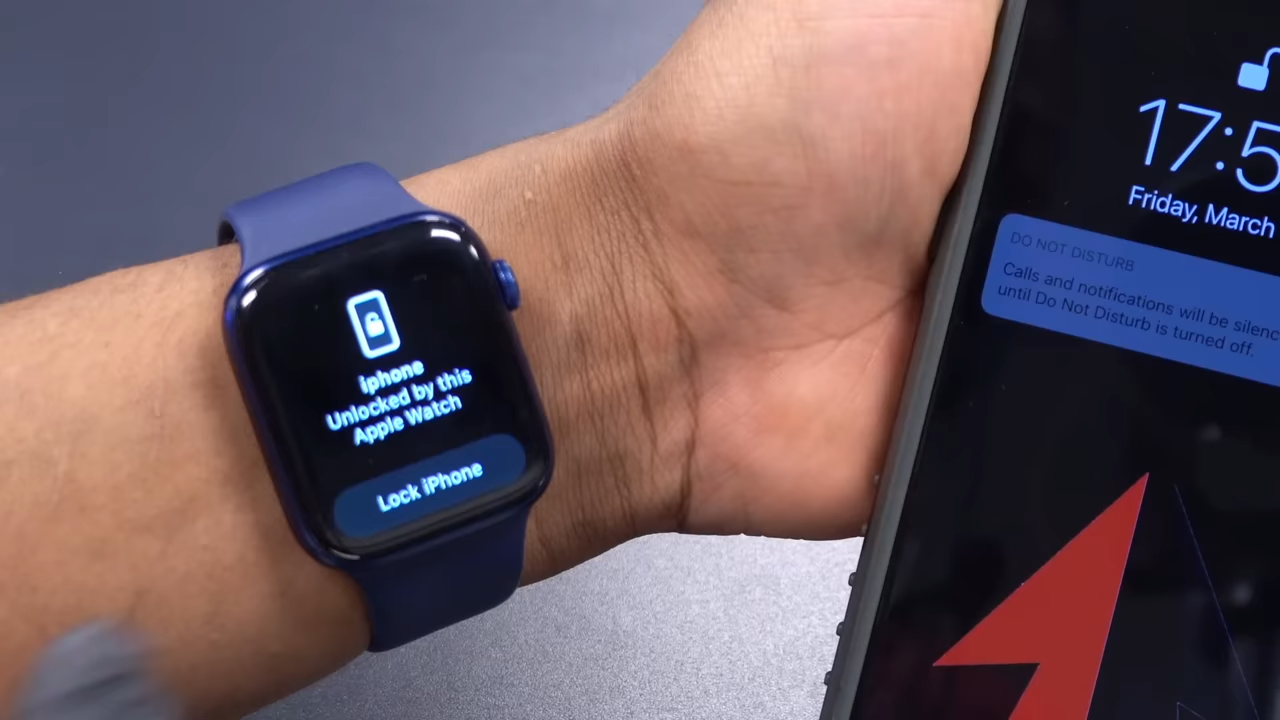 iphone
Unlocked by this
Apple Watch
Lock iPhone
17:5
Friday, March
DO NOT DISTURB
Calls and notifications will be silenc
until Do Not Disturb is turned off.